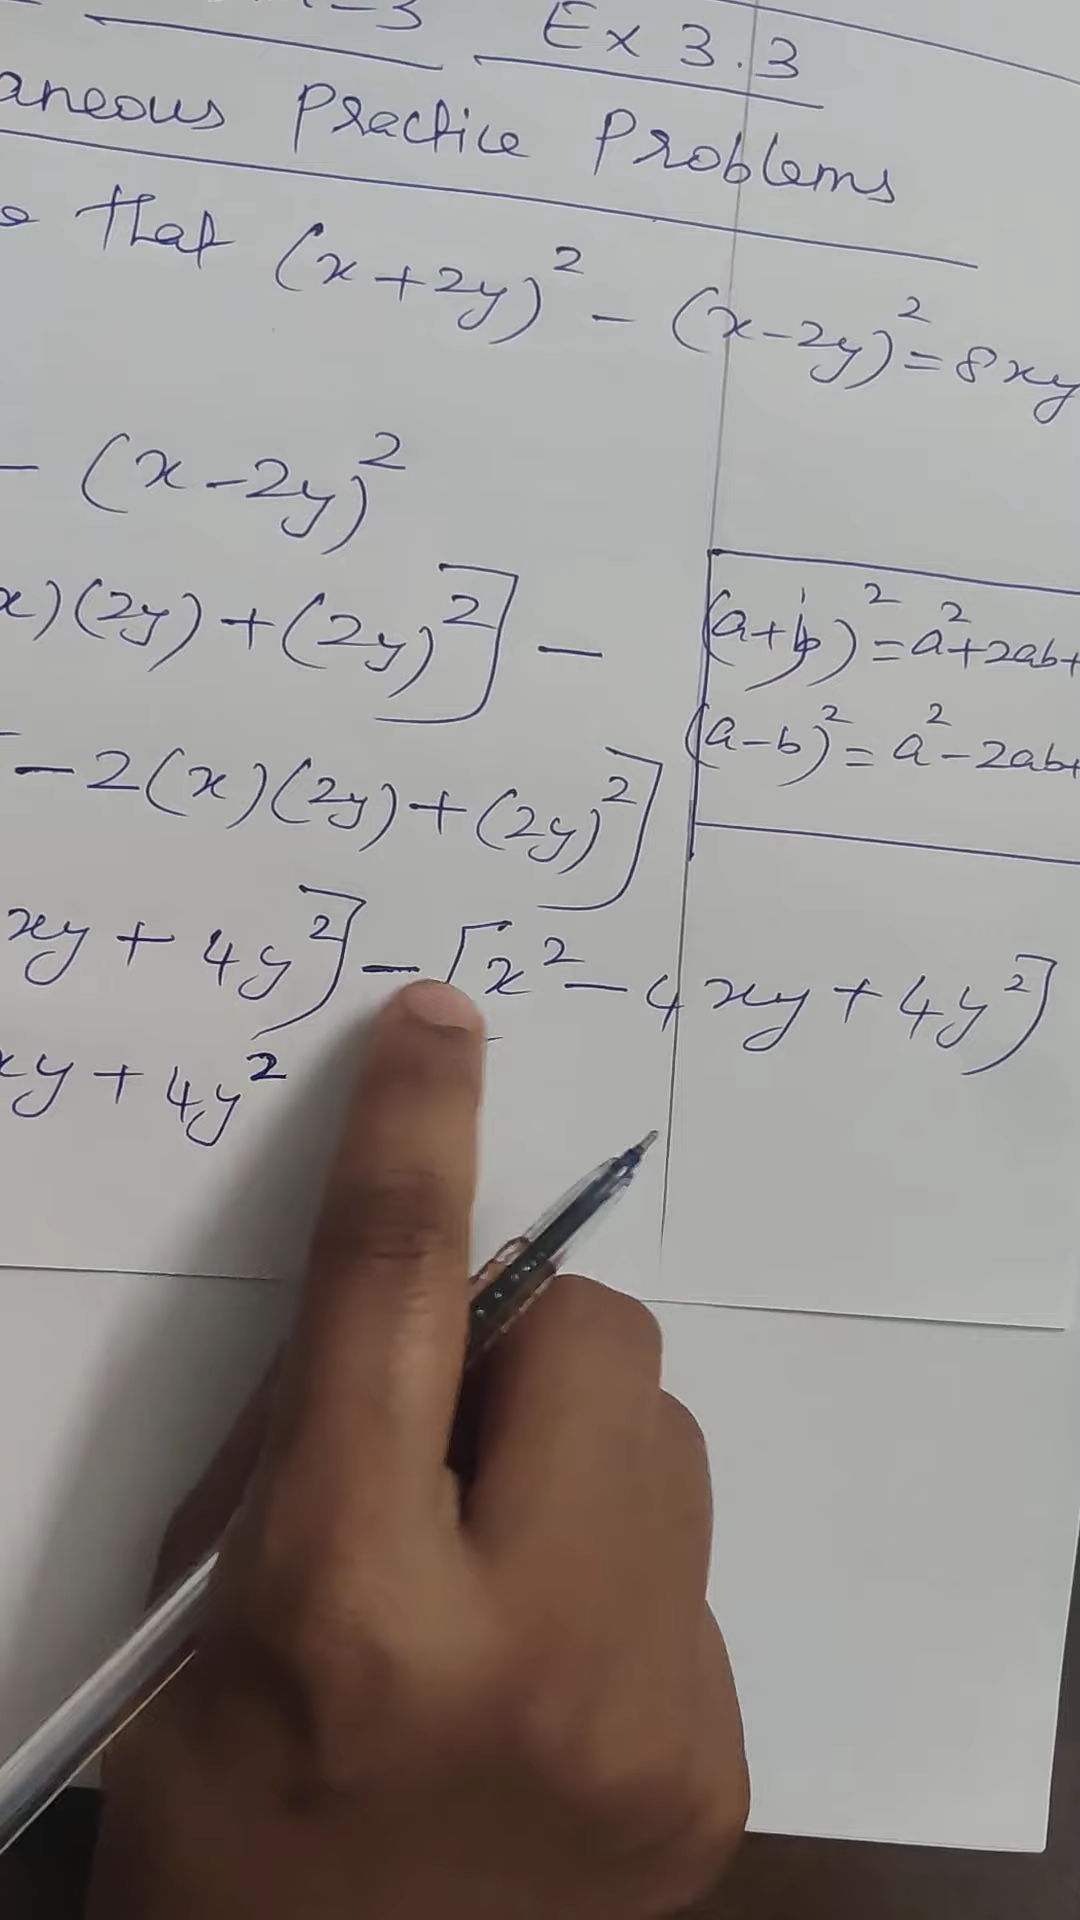 Ex 3.3
Practice Problems
that (x+2y)² - (x-2y)² = 8xy
- (x-2y)²
x)(2y) + (2y)²] -
- 2(x)(2y) + (2y)²]
xy + 4y²] - [x² - 4xy + 4y²]
xy + 4y²
(a+b)² = a²+2ab+
(a-b)² = a²-2ab+